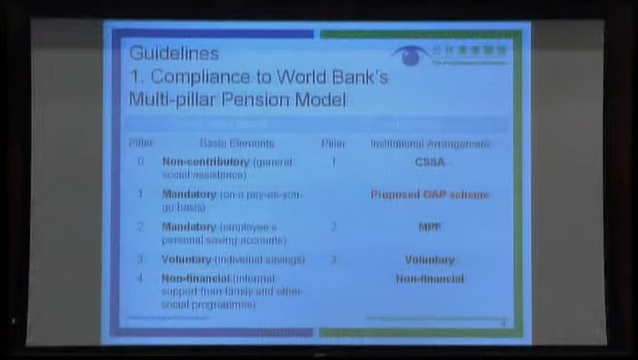 Guidelines
1. Compliance to World Bank's
Multi-pillar Pension Model
Pillar Basic Elements Pillar Institutional Arrangement
0 Non-contributory (general social assistance) 1 CSSA
1 Mandatory (on a pay-as-you-go basis) Proposed OAP scheme
2 Mandatory (employee's personal saving accounts) 2 MPF
3 Voluntary (individual savings) 3 Voluntary
4 Non-financial (informal support from family and other social programmes) Non-financial